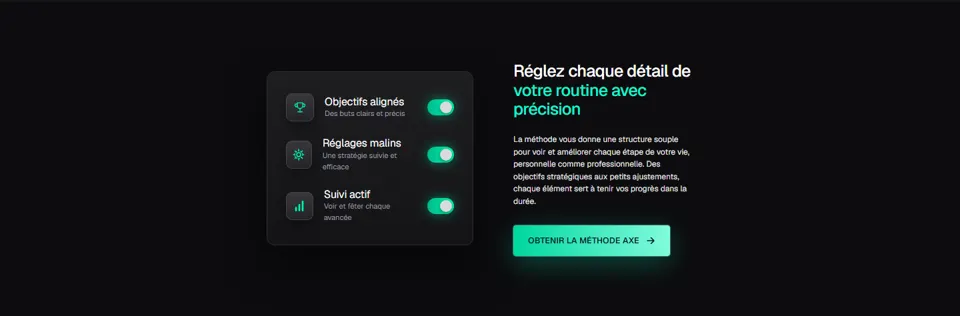 Objectifs alignés
Des buts clairs et précis
Réglages malins
Une stratégie suivie et
efficace
Suivi actif
Voir et fêter chaque
avancée
Réglez chaque détail de
votre routine avec
précision
La méthode vous donne une structure souple
pour voir et améliorer chaque étape de votre vie,
personnelle comme professionnelle. Des
objectifs stratégiques aux petits ajustements,
chaque élément sert à tenir vos progrès dans la
durée.
OBTENIR LA MÉTHODE AXE